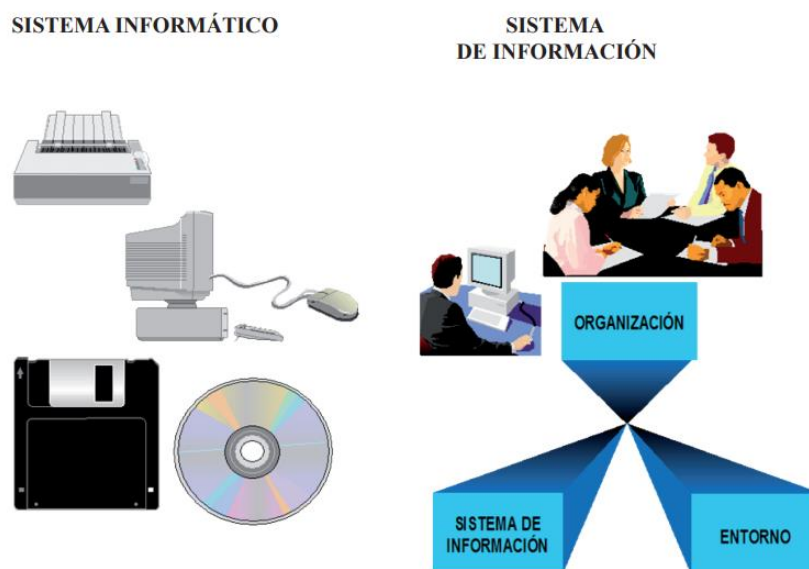 SISTEMA INFORMÁTICO
SISTEMA
DE INFORMACIÓN
ORGANIZACIÓN
SISTEMA DE
INFORMACIÓN
ENTORNO